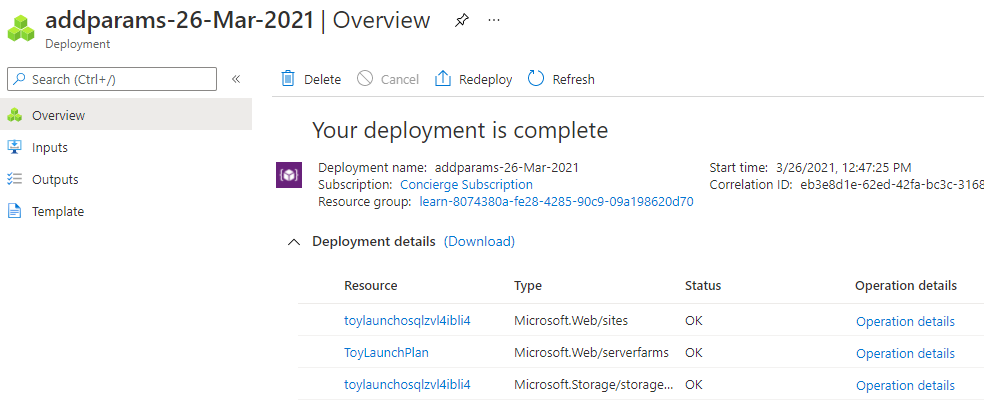 addparams-26-Mar-2021 | Overview ...
Deployment
Search (Ctrl+/) «
Delete Cancel Redeploy Refresh
Overview
Inputs
Outputs
Template
Your deployment is complete
Deployment name: addparams-26-Mar-2021 Start time: 3/26/2021, 12:47:25 PM
Subscription: Concierge Subscription Correlation ID: eb3e8d1e-62ed-42fa-bc3c-3168
Resource group: learn-8074380a-fe28-4285-90c9-09a198620d70
Deployment details (Download)
Resource Type Status Operation details
toylaunchosqlzvl4ibli4 Microsoft.Web/sites OK Operation details
ToyLaunchPlan Microsoft.Web/serverfarms OK Operation details
toylaunchosqlzvl4ibli4 Microsoft.Storage/storage... OK Operation details